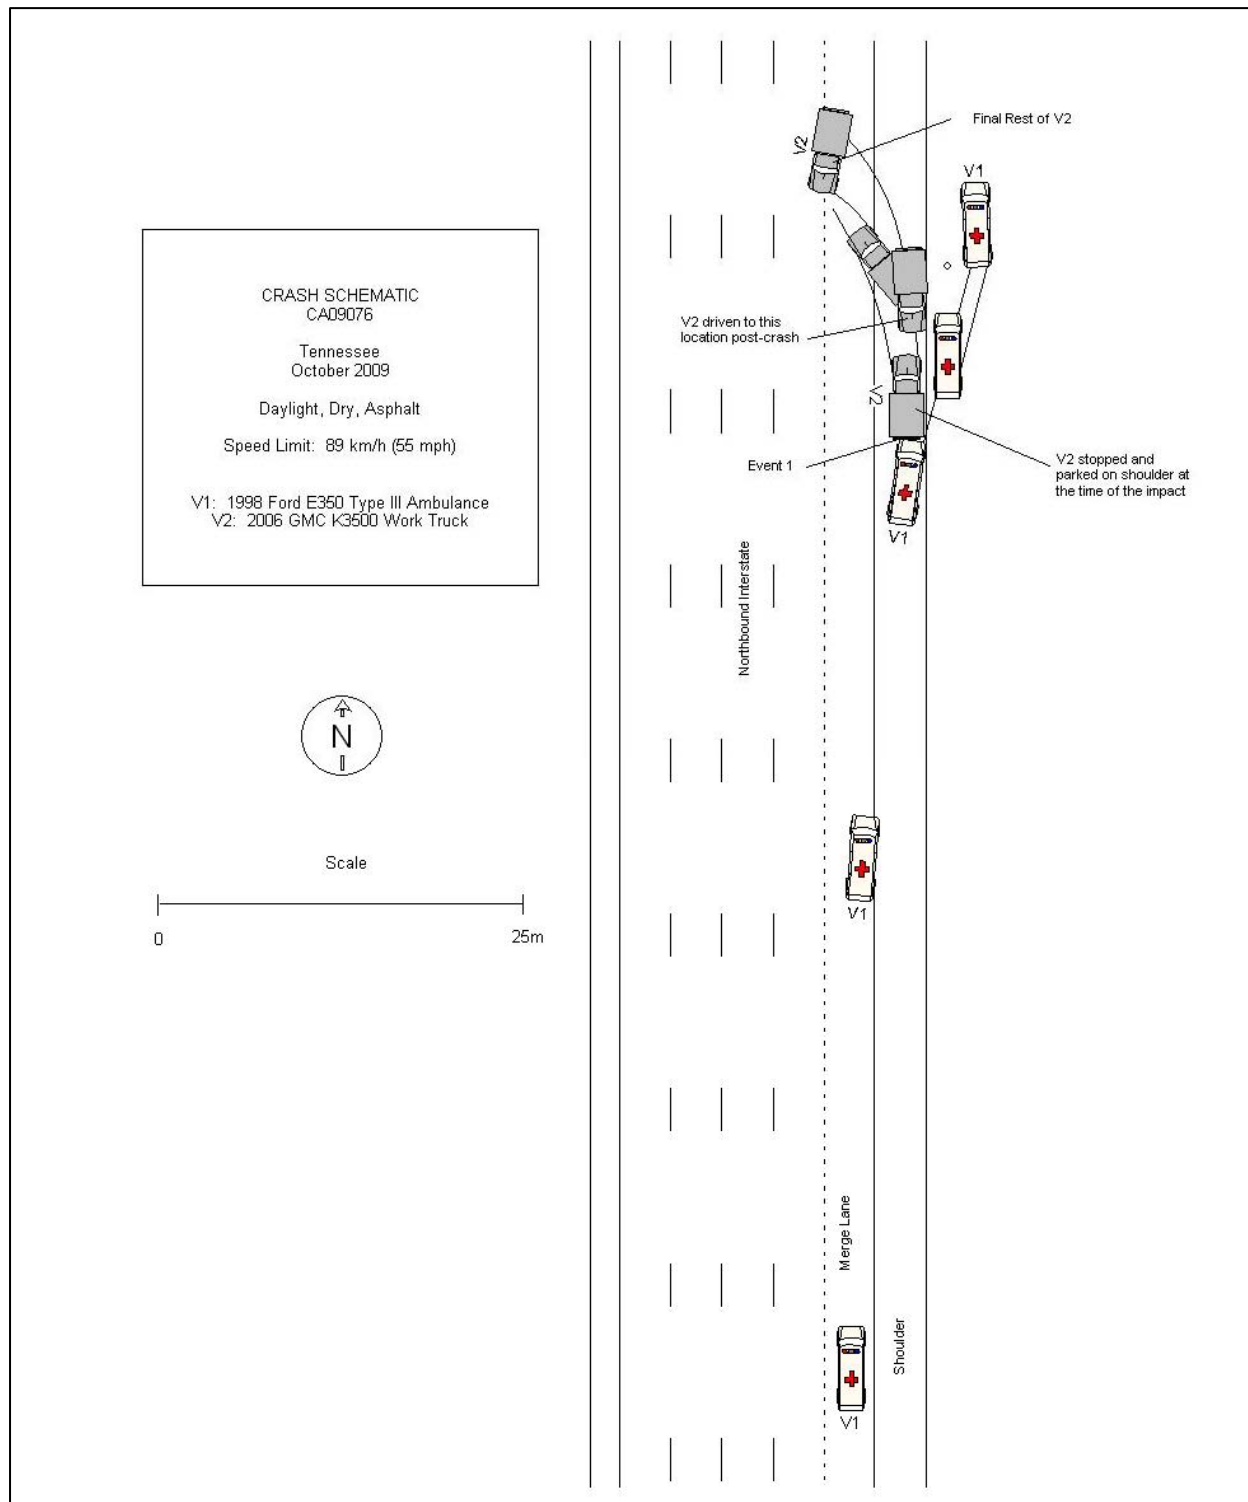 CRASH SCHEMATIC
CA09076
Tennessee
October 2009
Daylight, Dry, Asphalt
Speed Limit: 89 km/h (55 mph)
V1: 1998 Ford E350 Type III Ambulance
V2: 2006 GMC K3500 Work Truck
N
Scale
0
25m
Final Rest of V2
V2
V1
V2 driven to this
location post-crash
V2
Event 1
V2 stopped and
parked on shoulder at
the time of the impact
V1
Northbound Interstate
V1
Merge Lane
Shoulder
V1